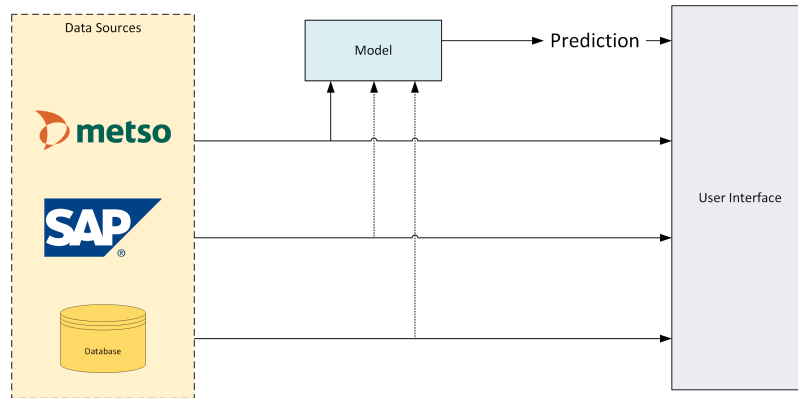 Data Sources
Model
Prediction
metso
SAP
®
User Interface
Database